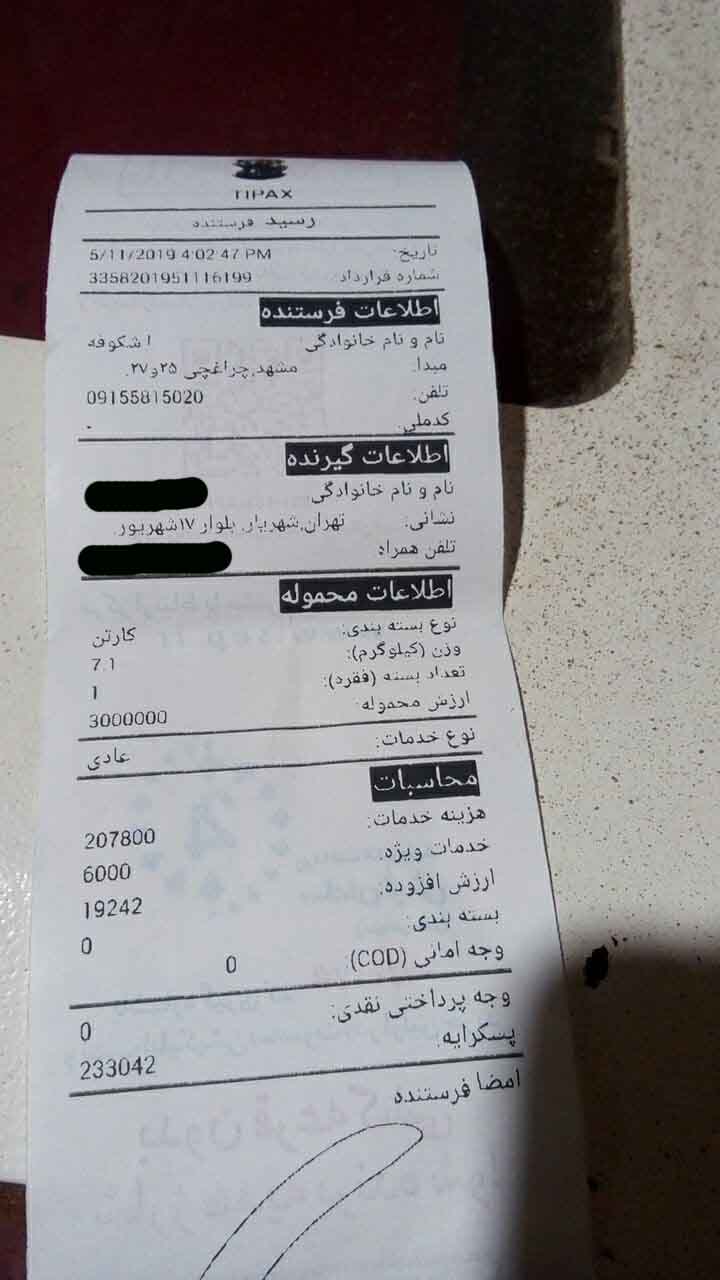 TIPAX
رسید فرستنده
تاریخ: 5/11/2019 4:02:47 PM
شماره قرارداد: 3358201951116199
اطلاعات فرستنده
نام و نام خانوادگی ا شکوفه
مبدا: مشهد,چراغچی ۲۵و۲۷.
تلفن: 09155815020
کدملی: -
اطلاعات گیرنده
نام و نام خانوادگی
نشانی: تهران,شهریار, بلوار ۱۷شهریور.
تلفن همراه
اطلاعات محموله
نوع بسته بندی: کارتن
وزن (کیلوگرم): 7.1
تعداد بسته (فقره): 1
ارزش محموله: 3000000
نوع خدمات: عادی
محاسبات
هزینه خدمات: 207800
خدمات ویژه: 6000
ارزش افزوده: 19242
بسته بندی: 0
وجه امانی (COD): 0
وجه پرداختی نقدی: 0
پسکرایه: 233042
امضا فرستنده